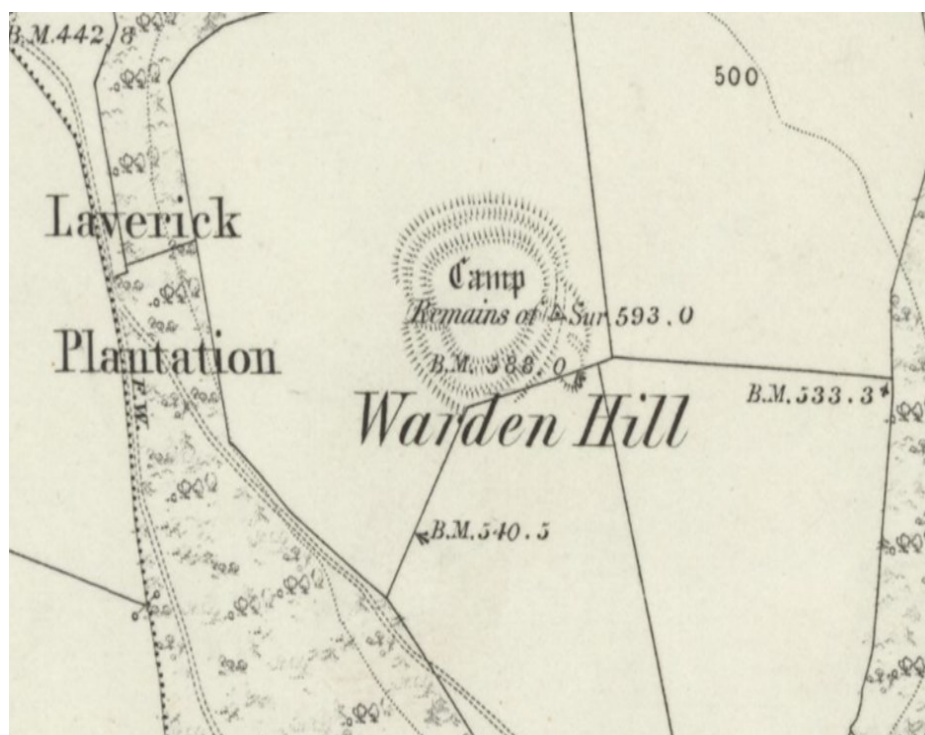 B.M.442,8
500
Laverick
Plantation
F.W.
Camp
Remains of
Sur.593.0
B.M. 588.0
Warden Hill
B.M.533.3
B.M.540.5